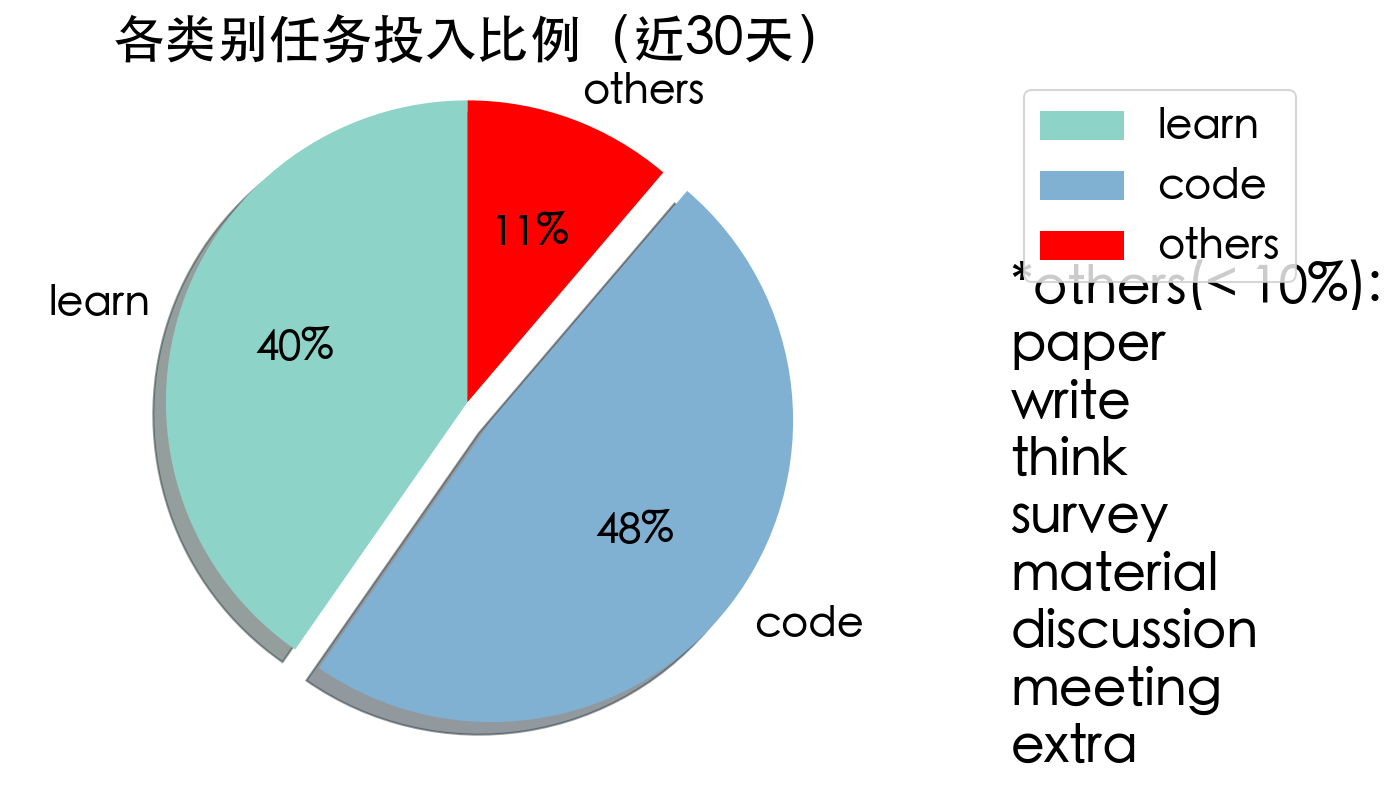 各类别任务投入比例（近30天）
others
11%
learn
40%
48%
code
learn
code
others
*others(< 10%):
paper
write
think
survey
material
discussion
meeting
extra